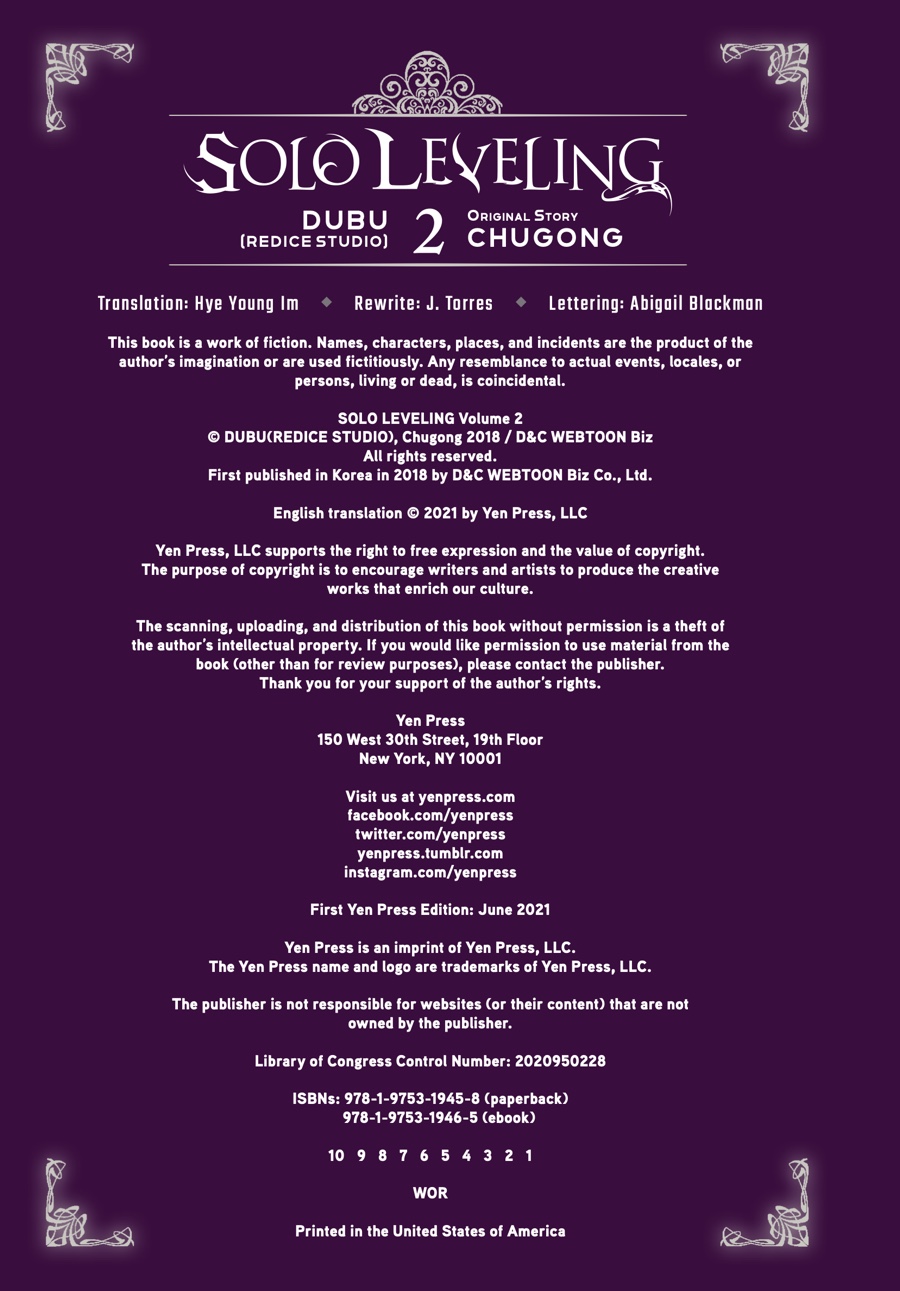 SOLO LEVELING
DUBU
(REDICE STUDIO)
2
ORIGINAL STORY
CHUGONG
Translation: Hye Young Im ◆ Rewrite: J. Torres ◆ Lettering: Abigail Blackman
This book is a work of fiction. Names, characters, places, and incidents are the product of the
author's imagination or are used fictitiously. Any resemblance to actual events, locales, or
persons, living or dead, is coincidental.
SOLO LEVELING Volume 2
© DUBU(REDICE STUDIO), Chugong 2018 / D&C WEBTOON Biz
All rights reserved.
First published in Korea in 2018 by D&C WEBTOON Biz Co., Ltd.
English translation © 2021 by Yen Press, LLC
Yen Press, LLC supports the right to free expression and the value of copyright.
The purpose of copyright is to encourage writers and artists to produce the creative
works that enrich our culture.
The scanning, uploading, and distribution of this book without permission is a theft of
the author's intellectual property. If you would like permission to use material from the
book (other than for review purposes), please contact the publisher.
Thank you for your support of the author's rights.
Yen Press
150 West 30th Street, 19th Floor
New York, NY 10001
Visit us at yenpress.com
facebook.com/yenpress
twitter.com/yenpress
yenpress.tumblr.com
instagram.com/yenpress
First Yen Press Edition: June 2021
Yen Press is an imprint of Yen Press, LLC.
The Yen Press name and logo are trademarks of Yen Press, LLC.
The publisher is not responsible for websites (or their content) that are not
owned by the publisher.
Library of Congress Control Number: 2020950228
ISBNs: 978-1-9753-1945-8 (paperback)
978-1-9753-1946-5 (ebook)
10 9 8 7 6 5 4 3 2 1
WOR
Printed in the United States of America